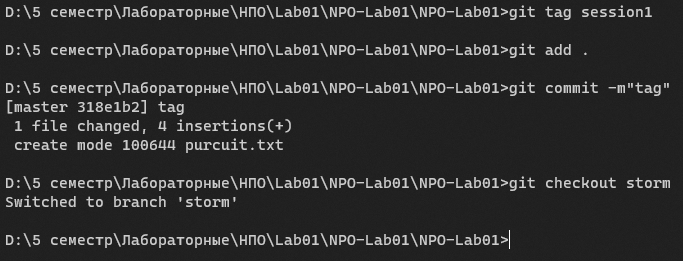 D:\5 семестр\Лабораторные\НПО\Lab01\NPO-Lab01\NPO-Lab01>git tag session1
D:\5 семестр\Лабораторные\НПО\Lab01\NPO-Lab01\NPO-Lab01>git add .
D:\5 семестр\Лабораторные\НПО\Lab01\NPO-Lab01\NPO-Lab01>git commit -m"tag"
[master 318e1b2] tag
 1 file changed, 4 insertions(+)
 create mode 100644 purcuit.txt
D:\5 семестр\Лабораторные\НПО\Lab01\NPO-Lab01\NPO-Lab01>git checkout storm
Switched to branch 'storm'
D:\5 семестр\Лабораторные\НПО\Lab01\NPO-Lab01\NPO-Lab01>